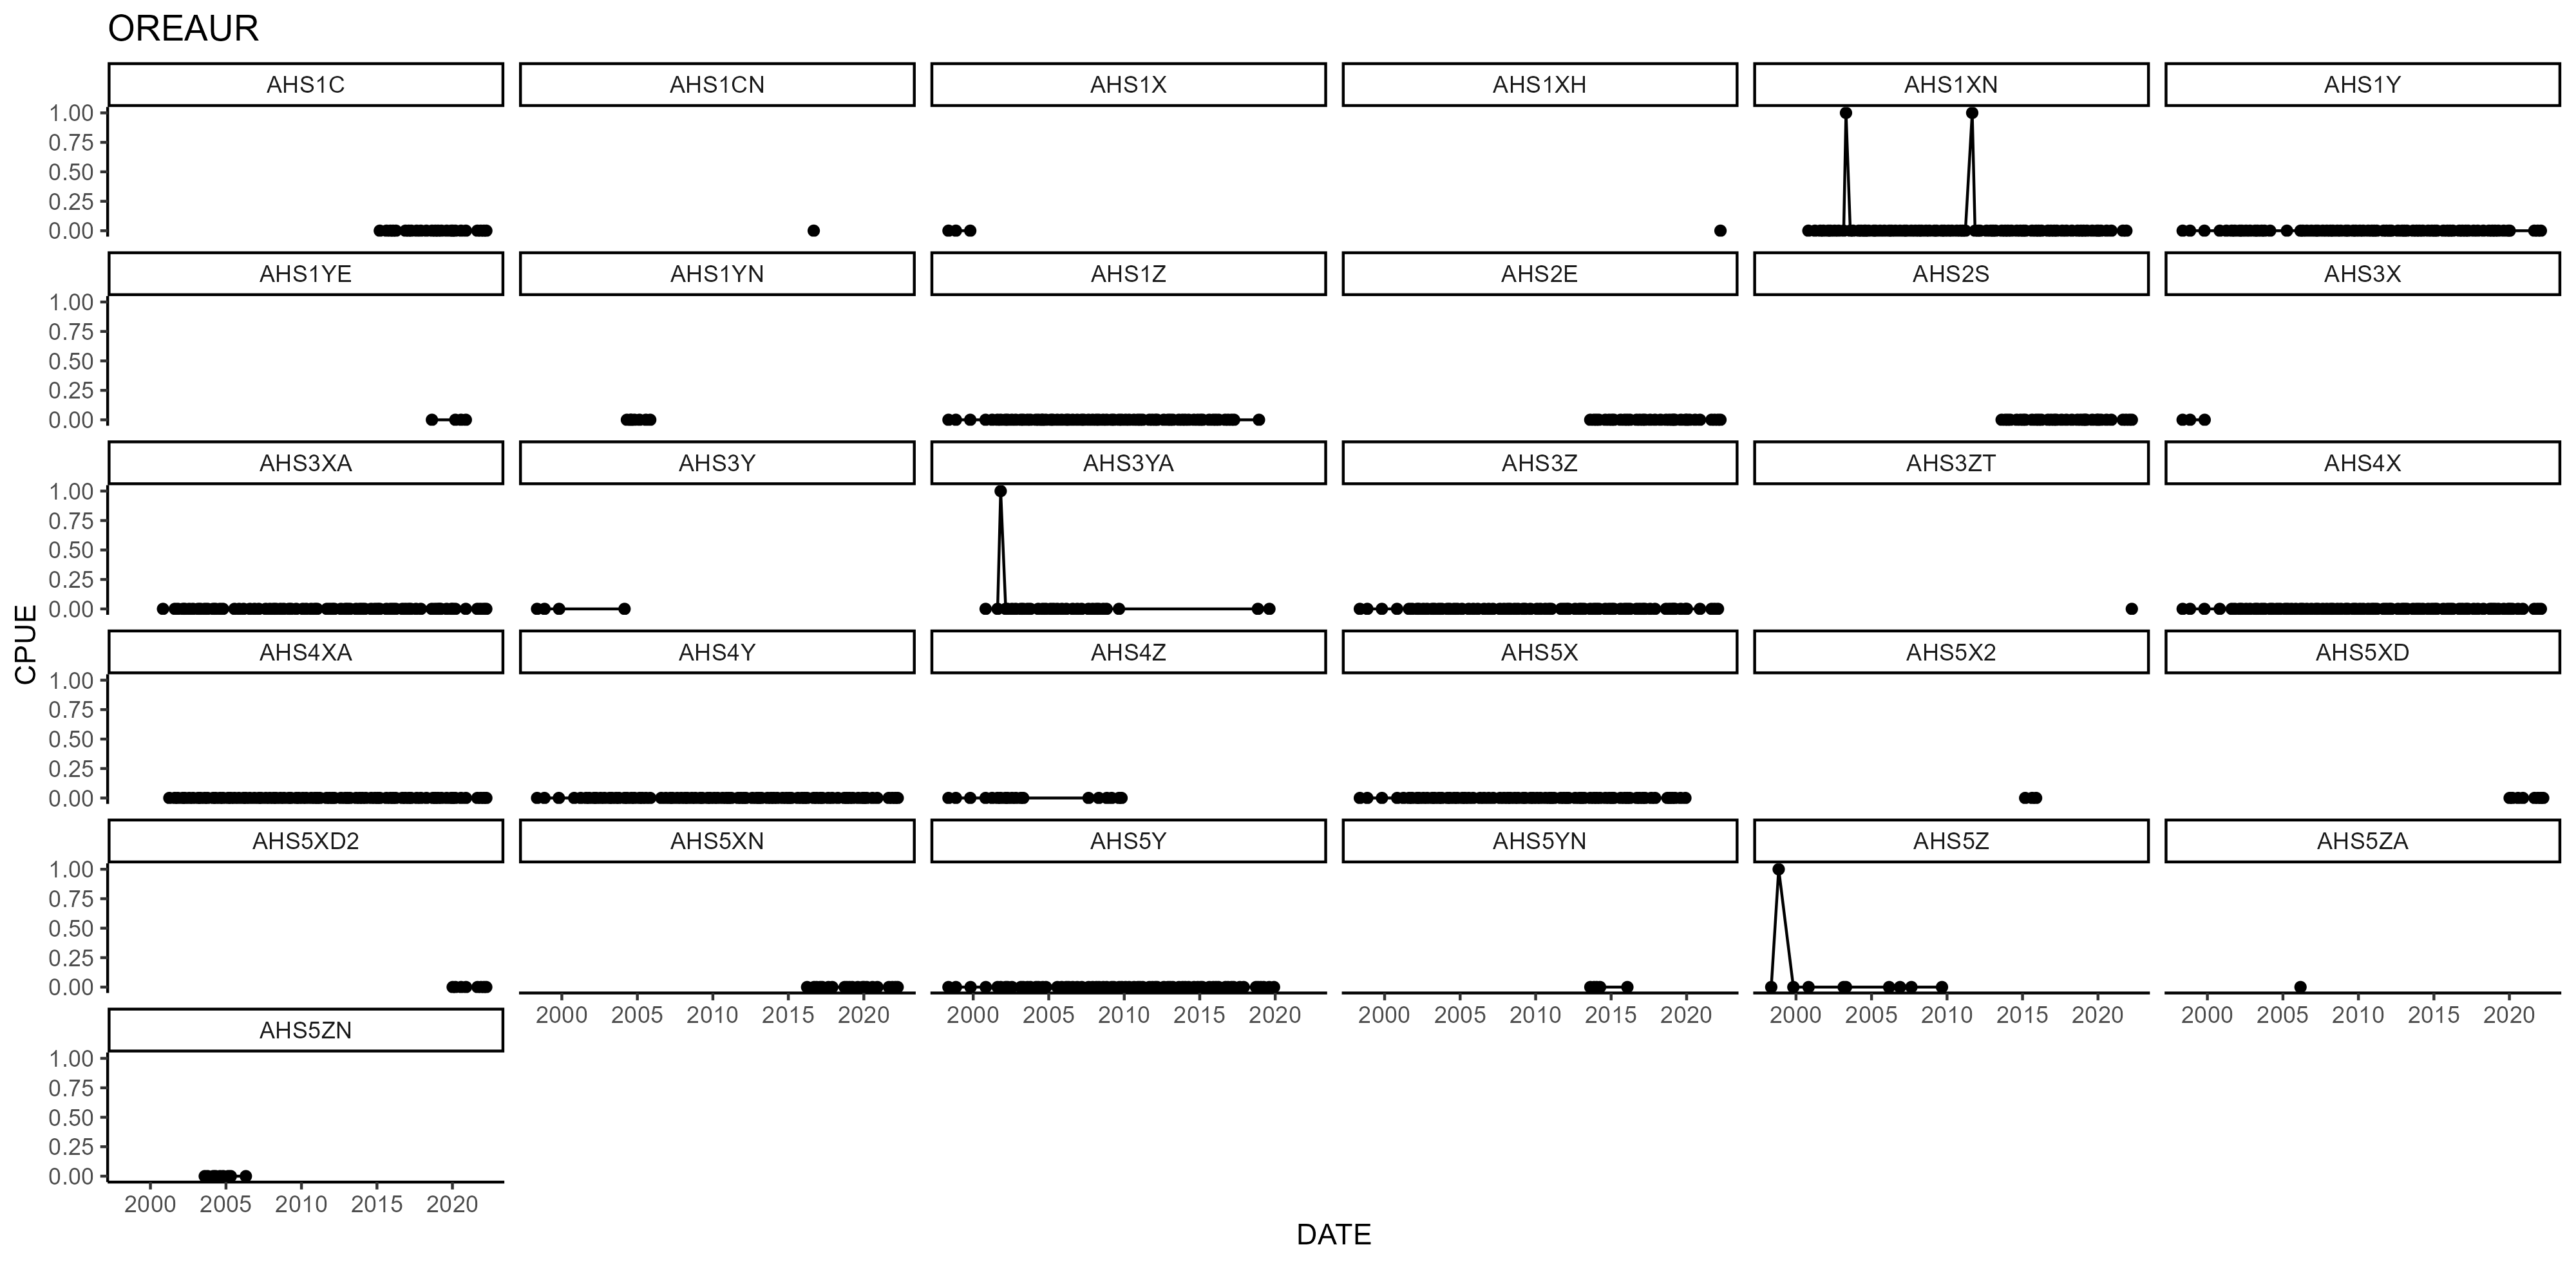 OREAUR
AHS1C AHS1CN AHS1X AHS1XH AHS1XN AHS1Y
1.00
0.75
0.50
0.25
0.00
AHS1YE AHS1YN AHS1Z AHS2E AHS2S AHS3X
1.00
0.75
0.50
0.25
0.00
AHS3XA AHS3Y AHS3YA AHS3Z AHS3ZT AHS4X
1.00
0.75
0.50
0.25
0.00
CPUE
AHS4XA AHS4Y AHS4Z AHS5X AHS5X2 AHS5XD
1.00
0.75
0.50
0.25
0.00
AHS5XD2 AHS5XN AHS5Y AHS5YN AHS5Z AHS5ZA
1.00
0.75
0.50
0.25
0.00
2000 2005 2010 2015 2020 2000 2005 2010 2015 2020 2000 2005 2010 2015 2020 2000 2005 2010 2015 2020 2000 2005 2010 2015 2020
AHS5ZN
1.00
0.75
0.50
0.25
0.00
2000 2005 2010 2015 2020
DATE